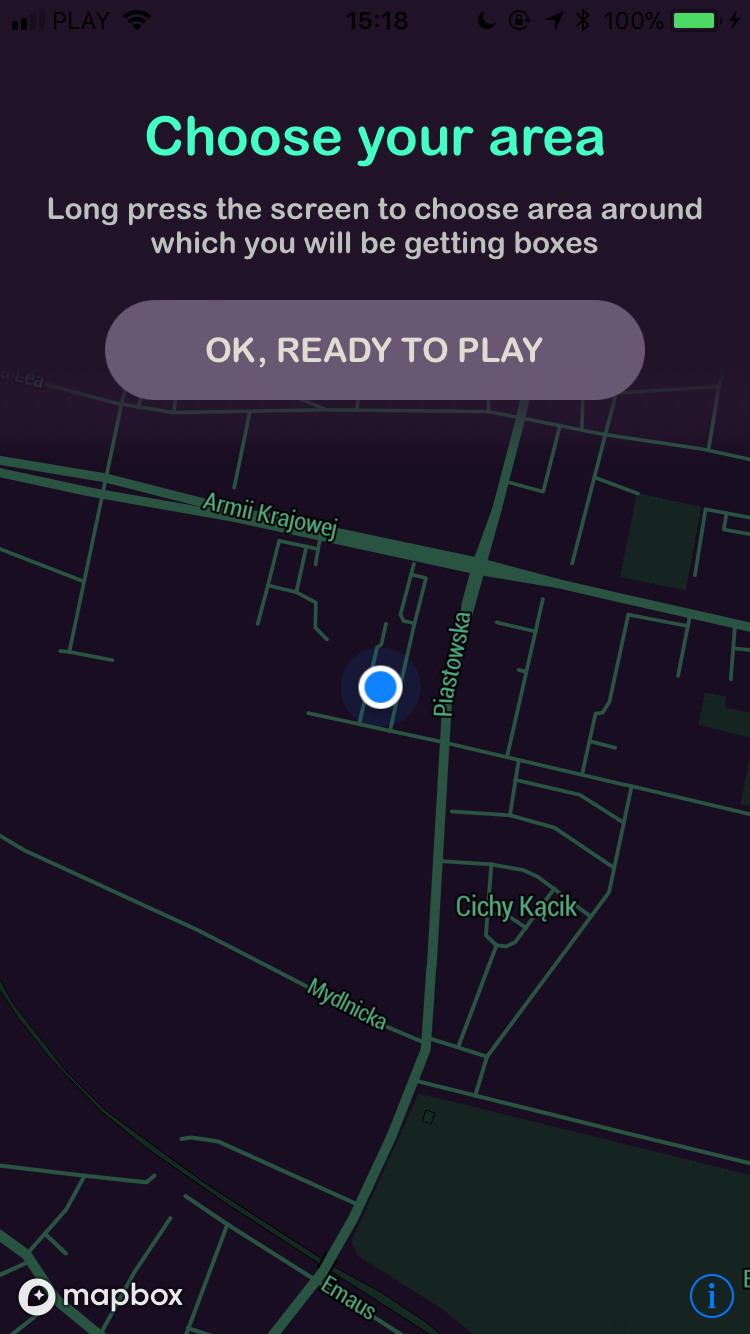 PLAY 15:18 100%
Choose your area
Long press the screen to choose area around
which you will be getting boxes
OK, READY TO PLAY
Lea
Armii Krajowej
Piastowska
Cichy Kącik
Mydlnicka
Emaus
mapbox
i